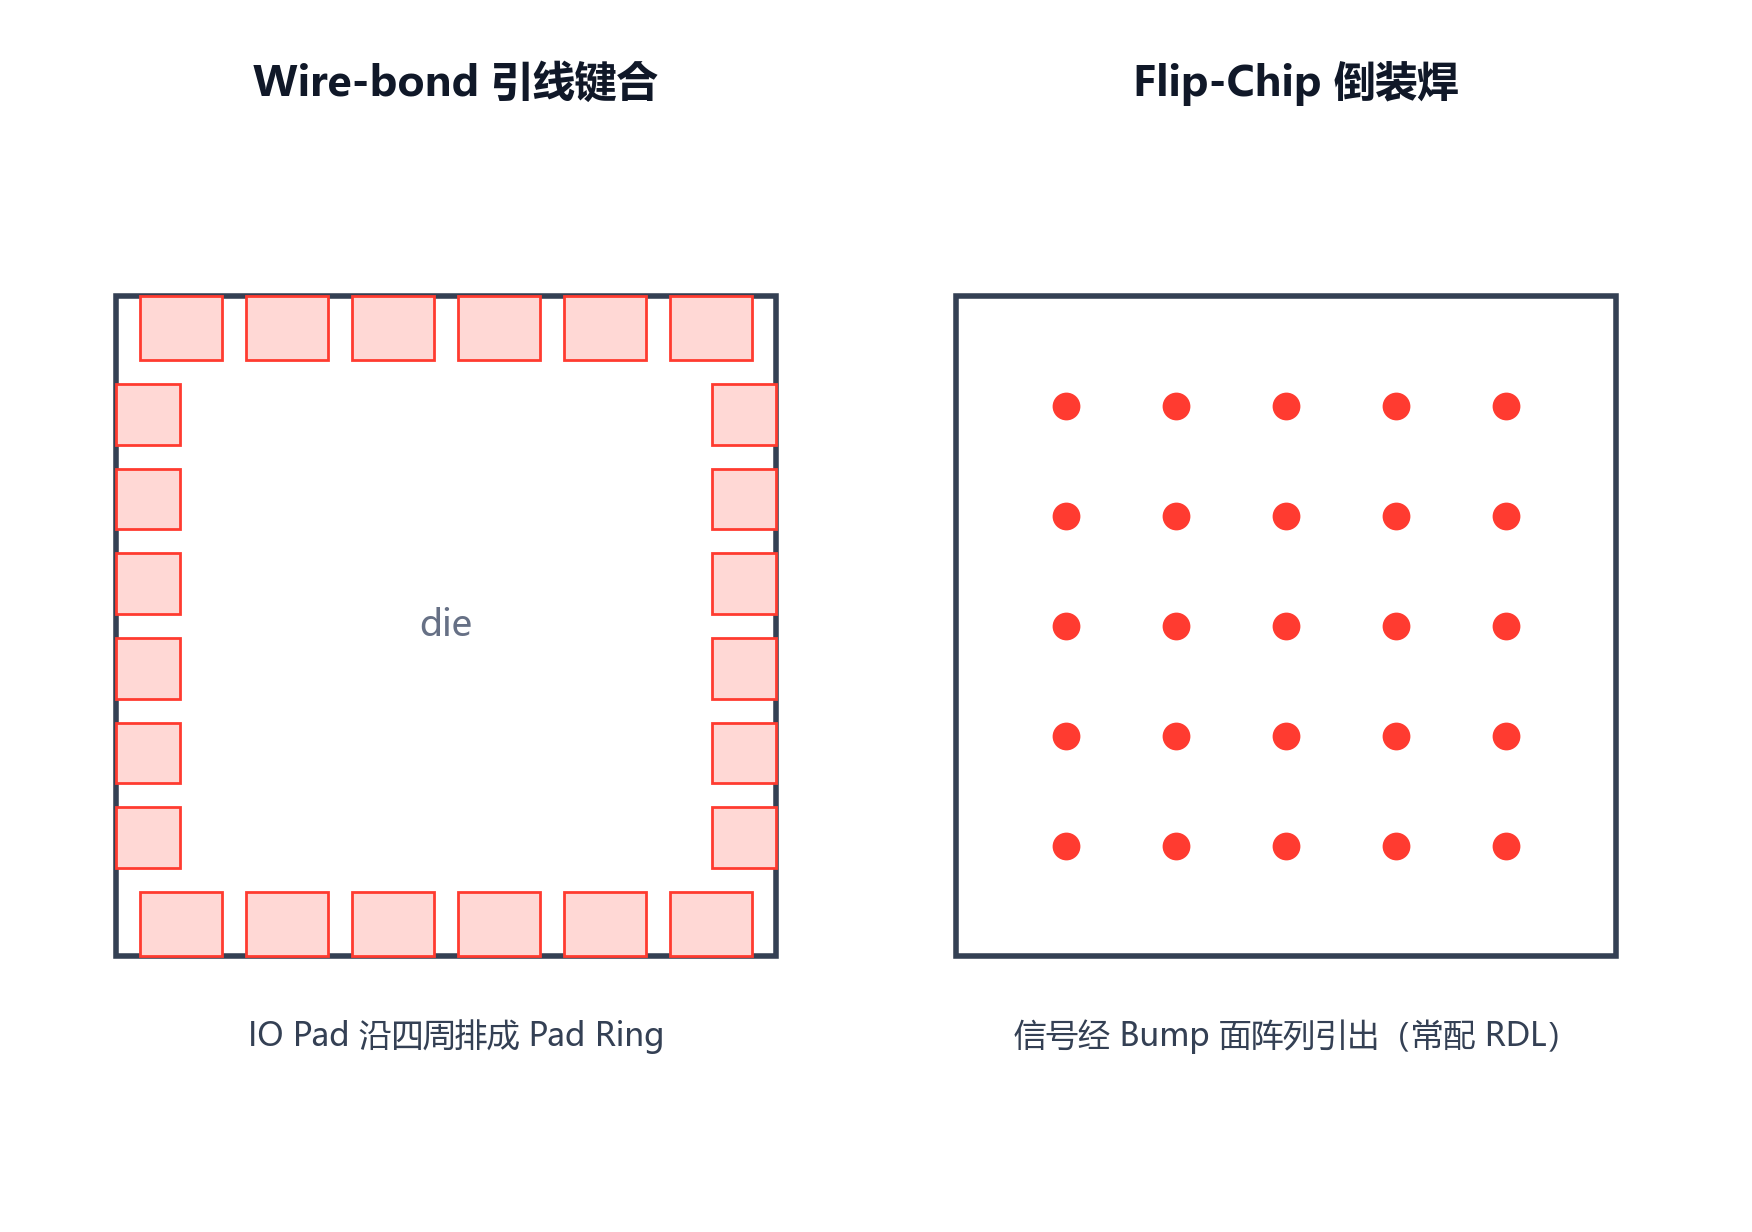 Wire-bond 引线键合
Flip-Chip 倒装焊
die
IO Pad 沿四周排成 Pad Ring
信号经 Bump 面阵列引出（常配 RDL）